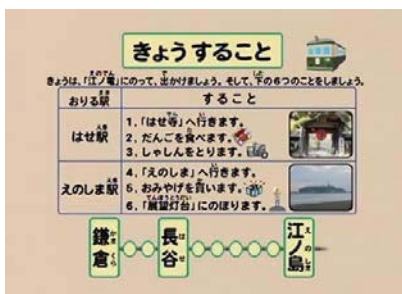 きょうすること
きょうは、「江ノ電」にのって、出かけましょう。そして、下の6つのことをしましょう。
おりる駅 すること
はせ駅
1．「はせ寺」へ行きます。
2．だんごを食べます。
3．しゃしんをとります。
えのしま駅
4．「えのしま」へ行きます。
5．おみやげを買います。
6．「展望灯台」にのぼります。
鎌倉 長谷 江ノ島